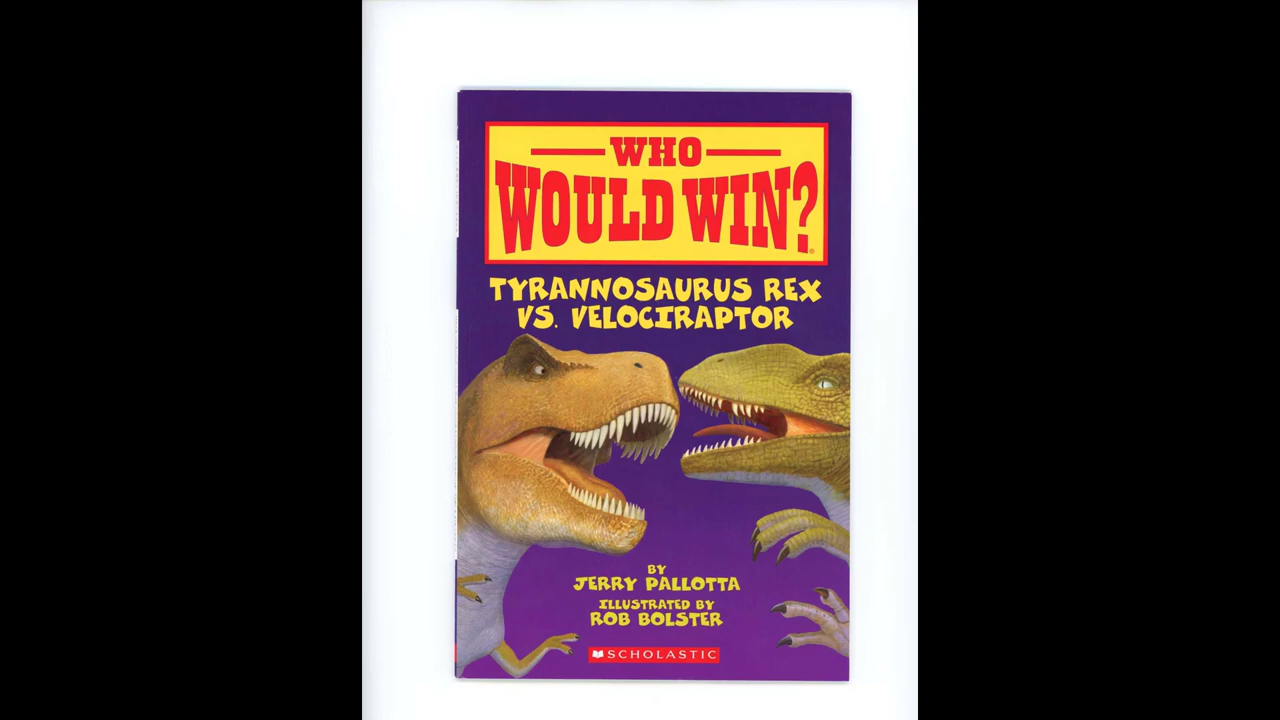 WHO
WOULD WIN?®
TYRANNOSAURUS REX
VS. VELOCIRAPTOR
BY
JERRY PALLOTTA
ILLUSTRATED BY
ROB BOLSTER
SCHOLASTIC